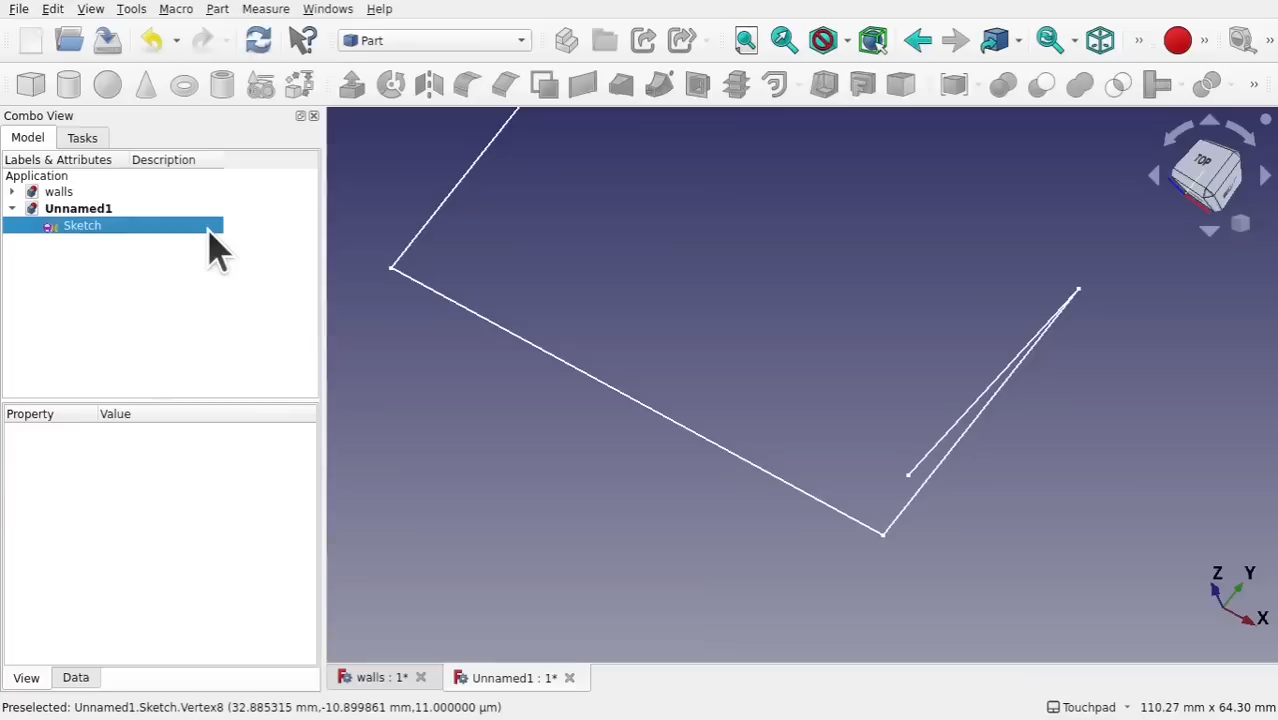 File Edit View Tools Macro Part Measure Windows Help
Part
Combo View
Model Tasks
Labels & Attributes Description
Application
walls
Unnamed1
Sketch
TOP
Property Value
Z Y
X
View Data
walls : 1* Unnamed1 : 1*
Preselected: Unnamed1.Sketch.Vertex8 (32.885315 mm,-10.899861 mm,11.000000 µm) Touchpad 110.27 mm x 64.30 mm